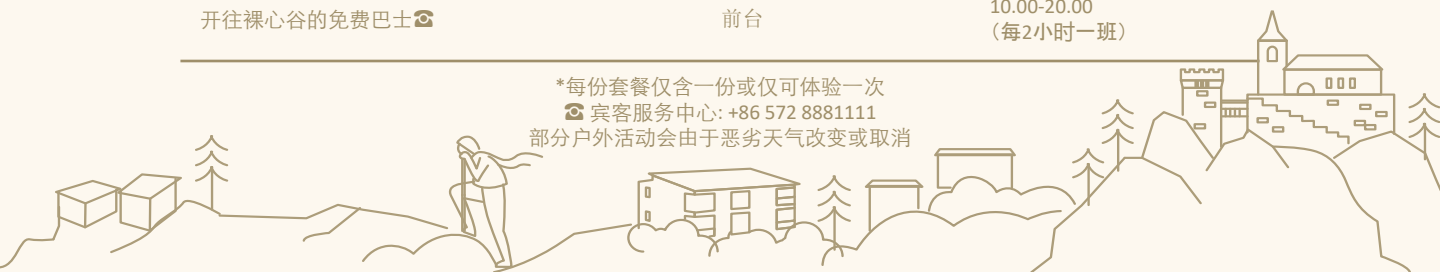 开往裸心谷的免费巴士☎ 前台 10.00-20.00
（每2小时一班）
*每份套餐仅含一份或仅可体验一次
☎ 宾客服务中心: +86 572 8881111
部分户外活动会由于恶劣天气改变或取消